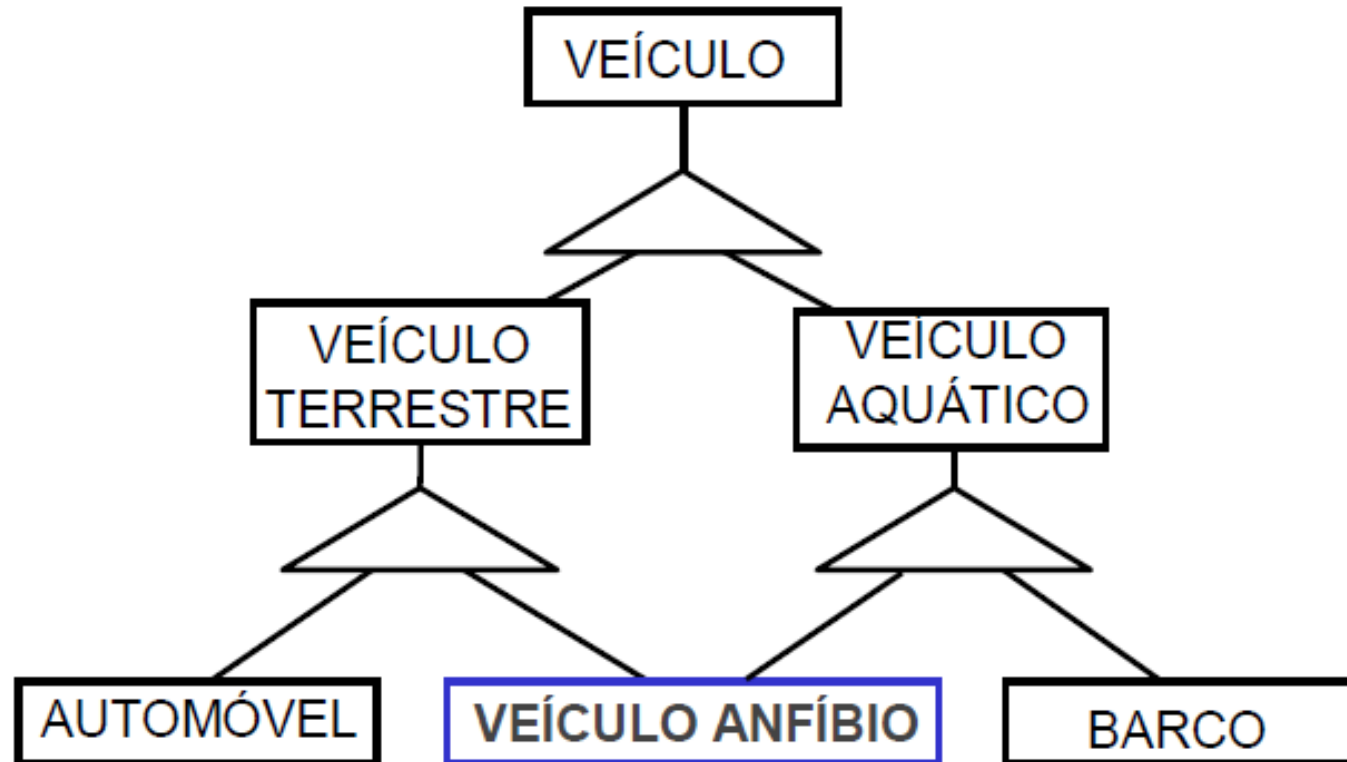 VEÍCULO
VEÍCULO
TERRESTRE
VEÍCULO
AQUÁTICO
AUTOMÓVEL
VEÍCULO ANFÍBIO
BARCO